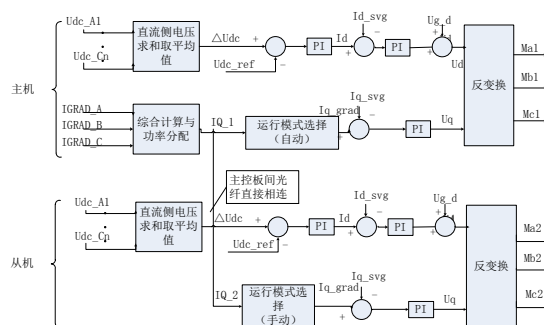 Udc_A1
Udc_Cn
直流侧电压
求和取平均
值
△Udc
Udc_ref
PI
Id
Id_svg
PI
Ug_d
Ud
反变换
Ma1
Mb1
Mc1
主机
IGRAD_A
IGRAD_B
IGRAD_C
综合计算与
功率分配
IQ_1
运行模式选择
（自动）
Iq_grad
Iq_svg
PI
Uq
主控板间光
纤直接相连
从机
Udc_A1
Udc_Cn
直流侧电压
求和取平均
值
△Udc
Udc_ref
PI
Id
Id_svg
PI
Ug_d
反变换
Ma2
Mb2
Mc2
IQ_2
运行模式选
择
（手动）
Iq_grad
Iq_svg
PI
Uq